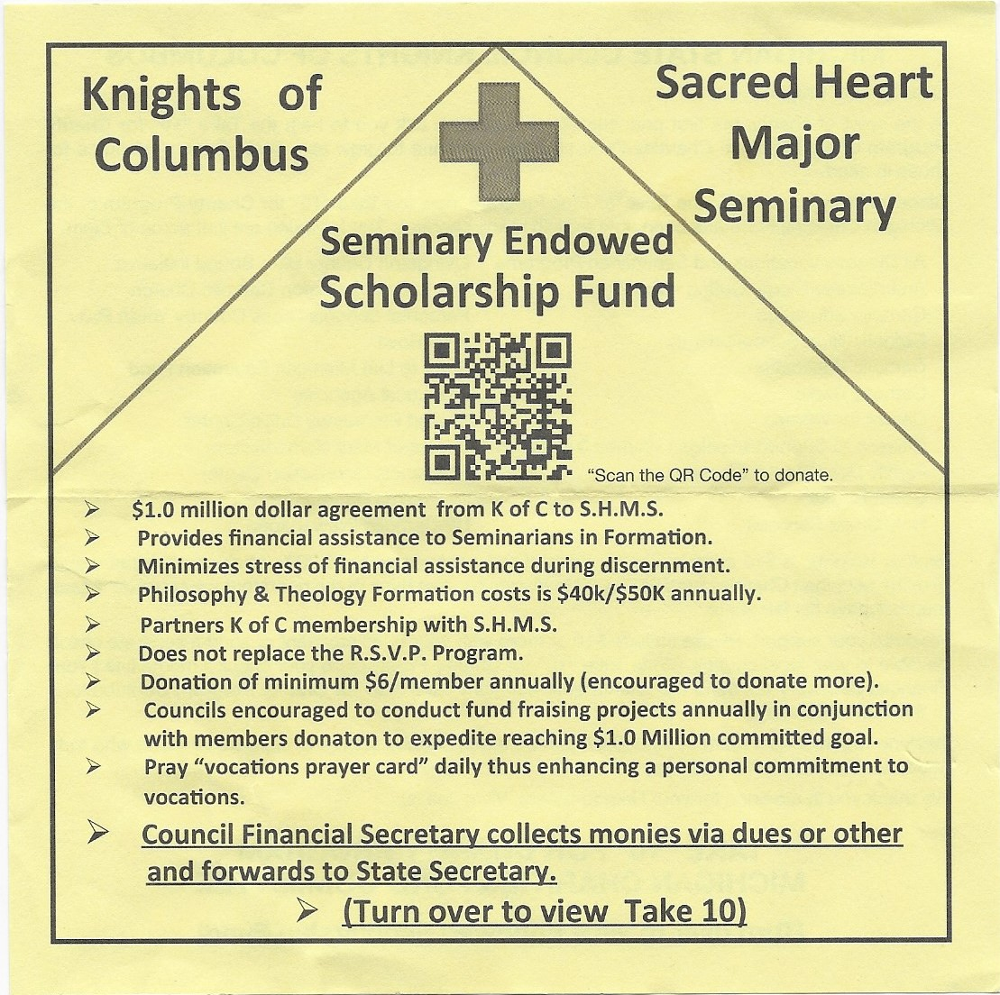 Knights of
Columbus
Sacred Heart
Major
Seminary
Seminary Endowed
Scholarship Fund
“Scan the QR Code” to donate.
➢ $1.0 million dollar agreement from K of C to S.H.M.S.
➢ Provides financial assistance to Seminarians in Formation.
➢ Minimizes stress of financial assistance during discernment.
➢ Philosophy & Theology Formation costs is $40k/$50K annually.
➢ Partners K of C membership with S.H.M.S.
➢ Does not replace the R.S.V.P. Program.
➢ Donation of minimum $6/member annually (encouraged to donate more).
➢ Councils encouraged to conduct fund fraising projects annually in conjunction
with members donaton to expedite reaching $1.0 Million committed goal.
➢ Pray “vocations prayer card” daily thus enhancing a personal commitment to
vocations.
➢ Council Financial Secretary collects monies via dues or other
and forwards to State Secretary.
➢ (Turn over to view Take 10)